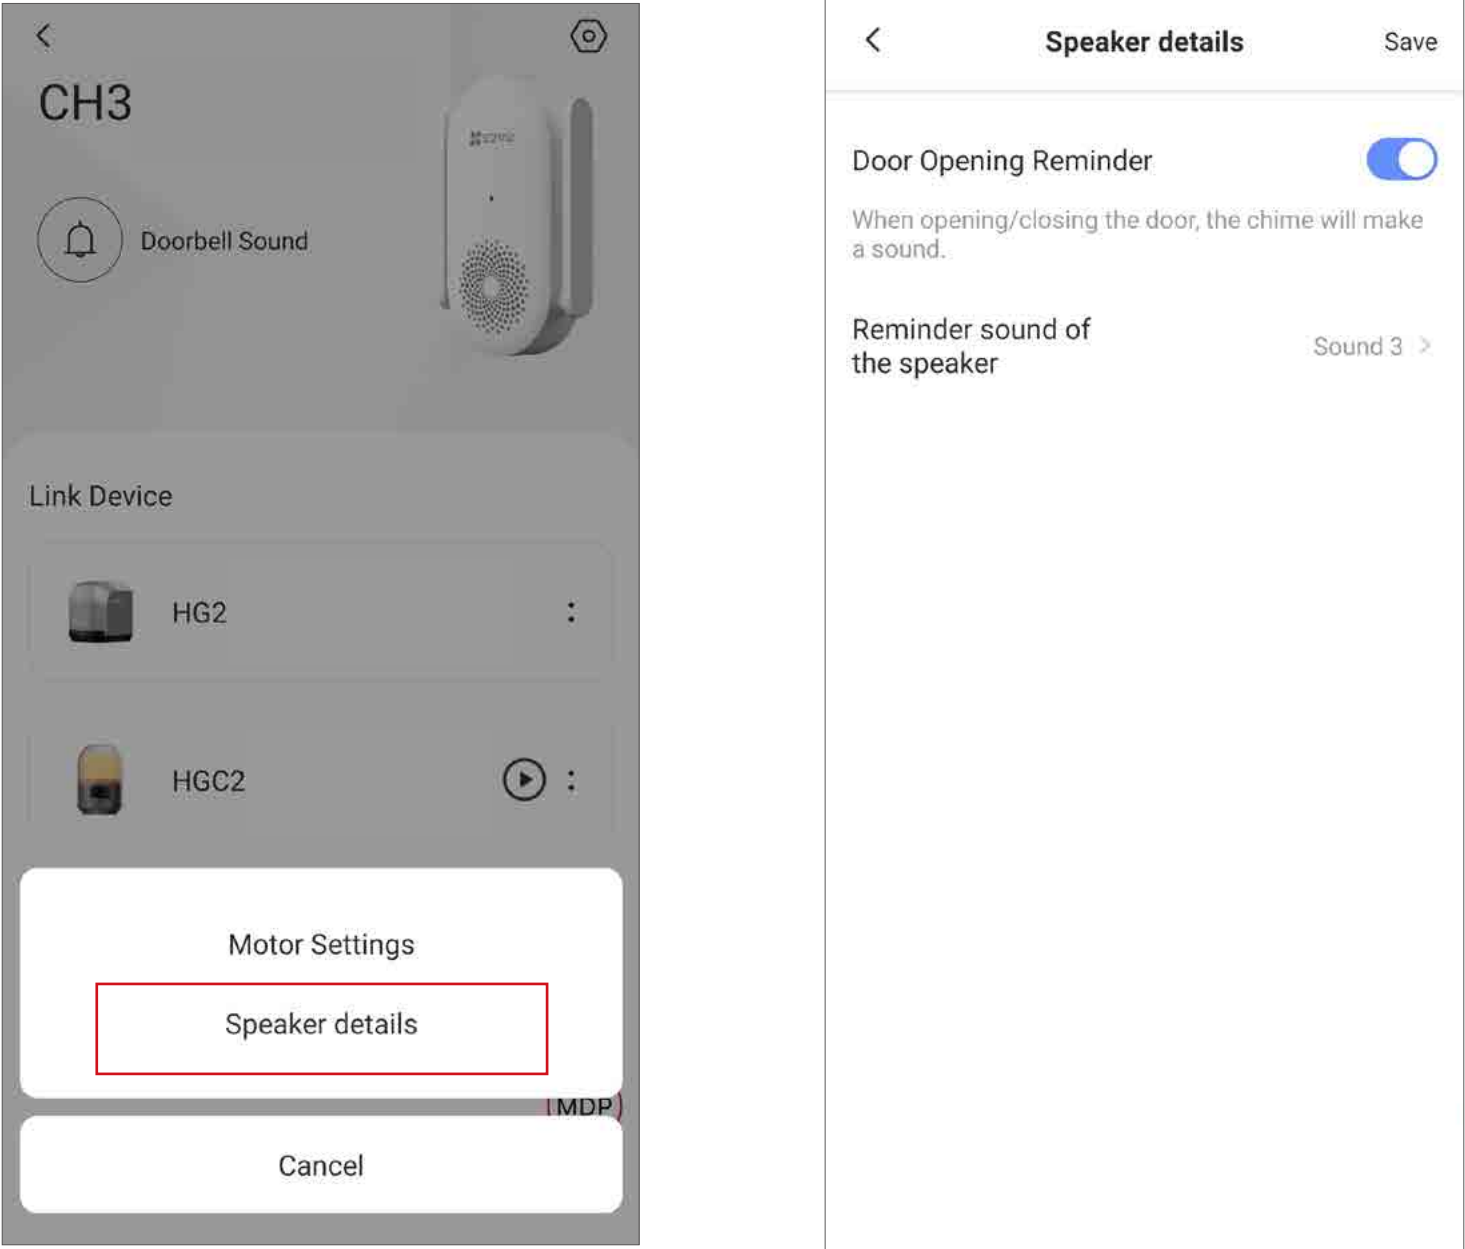 CH3
EZVIZ
Doorbell Sound
Link Device
HG2
HGC2
Motor Settings
Speaker details
(MDP)
Cancel
Speaker details
Save
Door Opening Reminder
When opening/closing the door, the chime will make
a sound.
Reminder sound of
the speaker
Sound 3